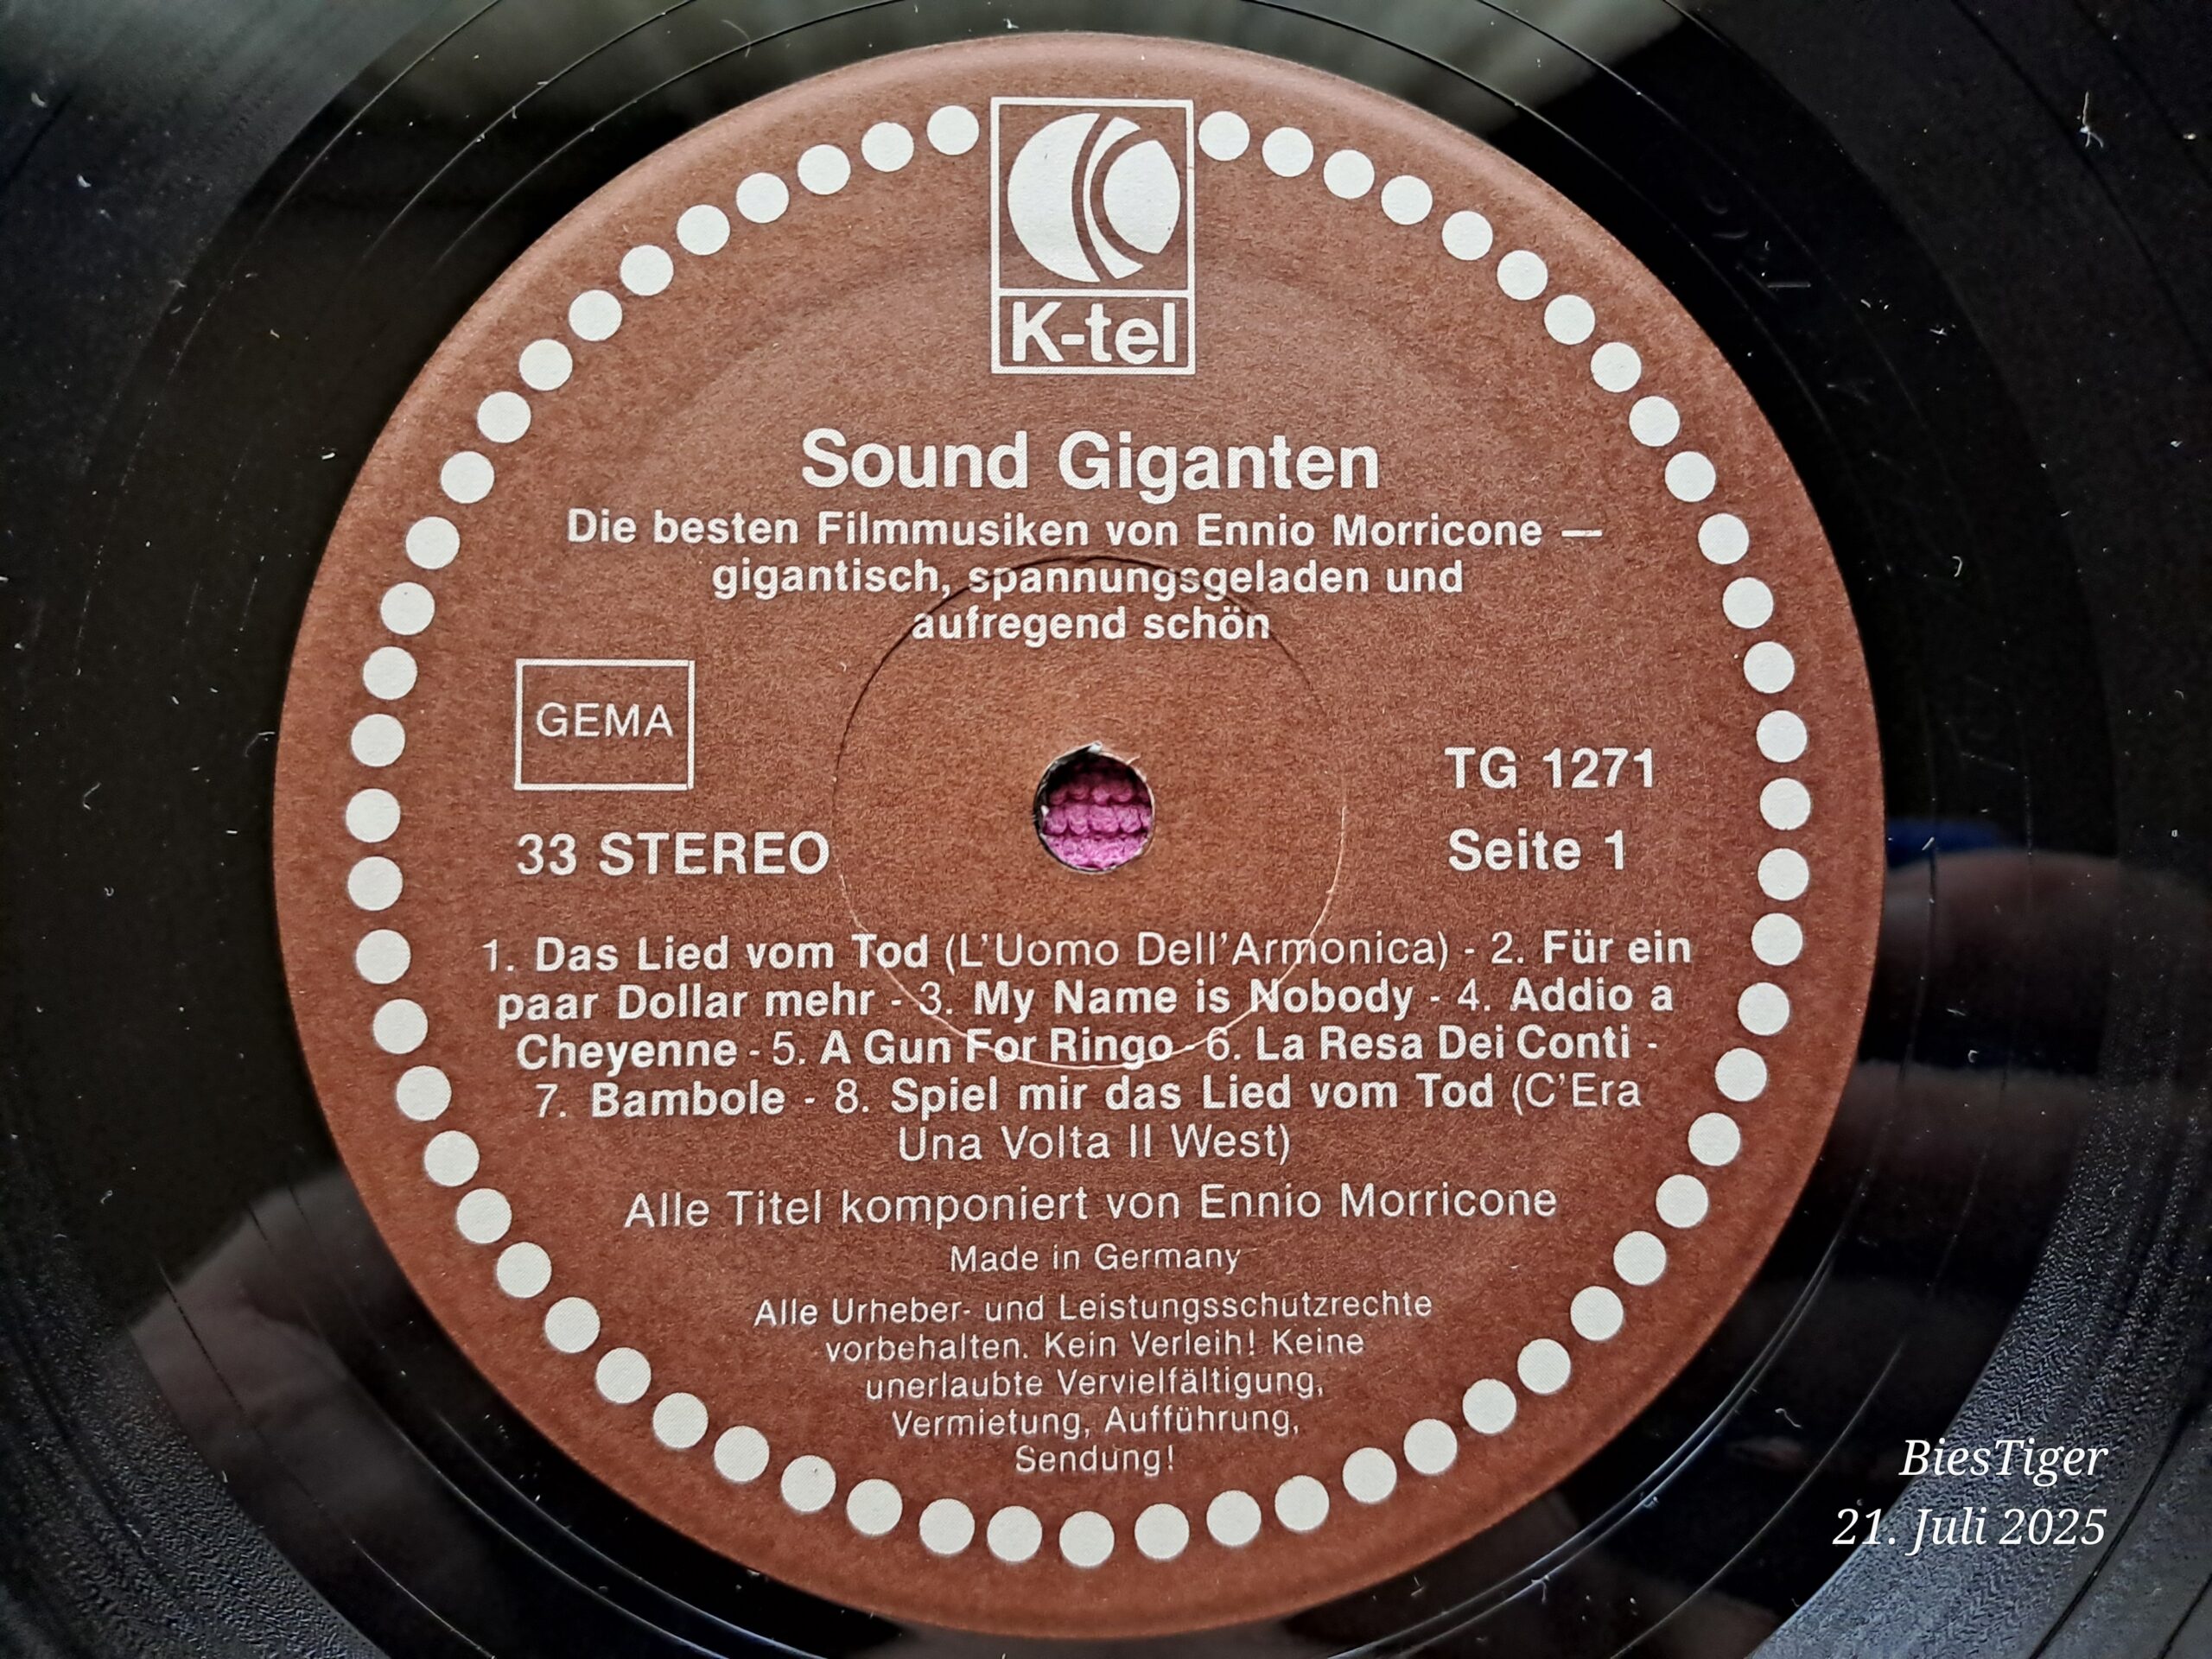 K-tel
Sound Giganten
Die besten Filmmusiken von Ennio Morricone —
gigantisch, spannungsgeladen und
aufregend schön
GEMA
33 STEREO
TG 1271
Seite 1
1. Das Lied vom Tod (L'Uomo Dell'Armonica) - 2. Für ein
paar Dollar mehr - 3. My Name is Nobody - 4. Addio a
Cheyenne - 5. A Gun For Ringo - 6. La Resa Dei Conti -
7. Bambole - 8. Spiel mir das Lied vom Tod (C'Era
Una Volta Il West)
Alle Titel komponiert von Ennio Morricone
Made in Germany
Alle Urheber- und Leistungsschutzrechte
vorbehalten. Kein Verleih! Keine
unerlaubte Vervielfältigung,
Vermietung, Aufführung,
Sendung!
BiesTiger
21. Juli 2025